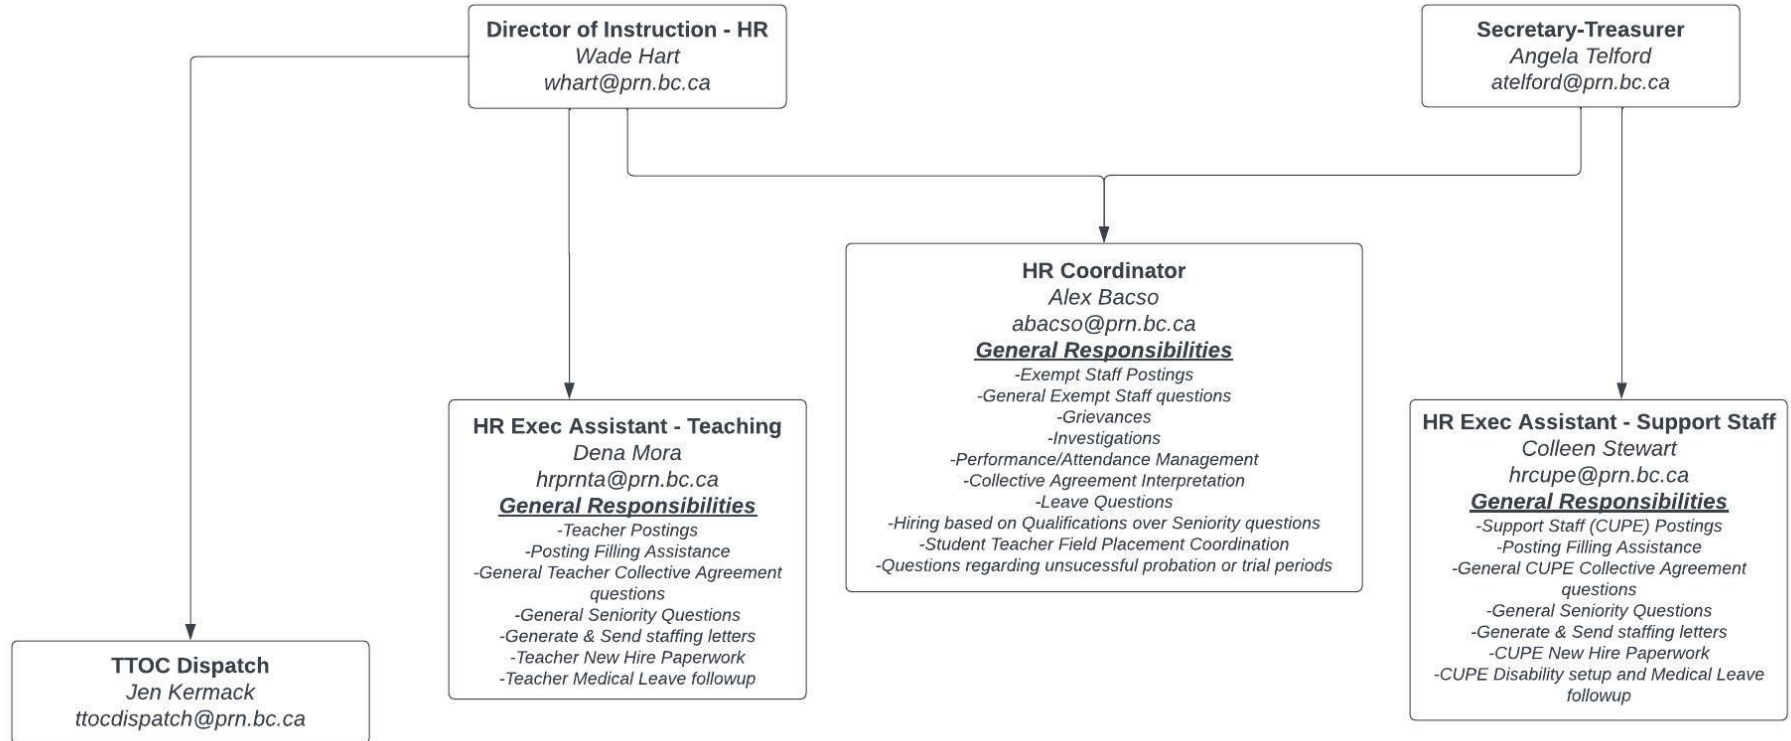 Director of Instruction - HR
Wade Hart
whart@prn.bc.ca
Secretary-Treasurer
Angela Telford
atelford@prn.bc.ca
HR Coordinator
Alex Bacso
abacso@prn.bc.ca
General Responsibilities
-Exempt Staff Postings
-General Exempt Staff questions
-Grievances
-Investigations
-Performance/Attendance Management
-Collective Agreement Interpretation
-Leave Questions
-Hiring based on Qualifications over Seniority questions
-Student Teacher Field Placement Coordination
-Questions regarding unsucessful probation or trial periods
HR Exec Assistant - Teaching
Dena Mora
hrprnta@prn.bc.ca
General Responsibilities
-Teacher Postings
-Posting Filling Assistance
-General Teacher Collective Agreement
questions
-General Seniority Questions
-Generate & Send staffing letters
-Teacher New Hire Paperwork
-Teacher Medical Leave followup
HR Exec Assistant - Support Staff
Colleen Stewart
hrcupe@prn.bc.ca
General Responsibilities
-Support Staff (CUPE) Postings
-Posting Filling Assistance
-General CUPE Collective Agreement
questions
-General Seniority Questions
-Generate & Send staffing letters
-CUPE New Hire Paperwork
-CUPE Disability setup and Medical Leave
followup
TTOC Dispatch
Jen Kermack
ttocdispatch@prn.bc.ca